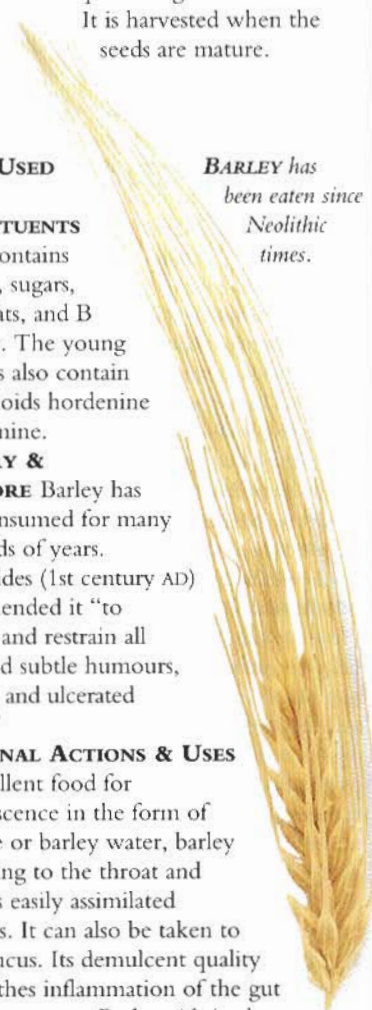 It is harvested when the
seeds are mature.
USED
BARLEY has
been eaten since
Neolithic
times.
TUENTS
ontains
, sugars,
ats, and B
. The young
s also contain
oids hordenine
nine.
RY &
ORE Barley has
nsumed for many
ds of years.
ides (1st century AD)
ended it “to
and restrain all
d subtle humours,
and ulcerated
NAL ACTIONS & USES
llent food for
scence in the form of
e or barley water, barley
ng to the throat and
s easily assimilated
s. It can also be taken to
ucus. Its demulcent quality
thes inflammation of the gut